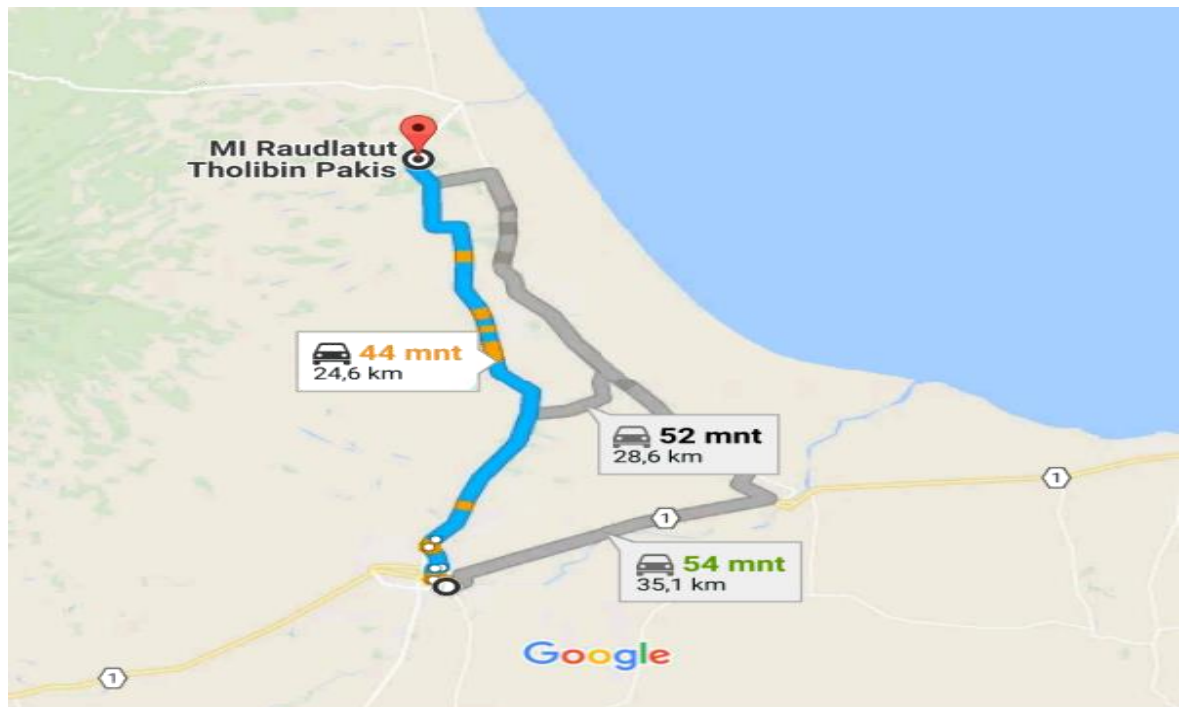 MI Raudlatut
Tholibin Pakis
44 mnt
24,6 km
52 mnt
28,6 km
1
1
54 mnt
35,1 km
Google
1